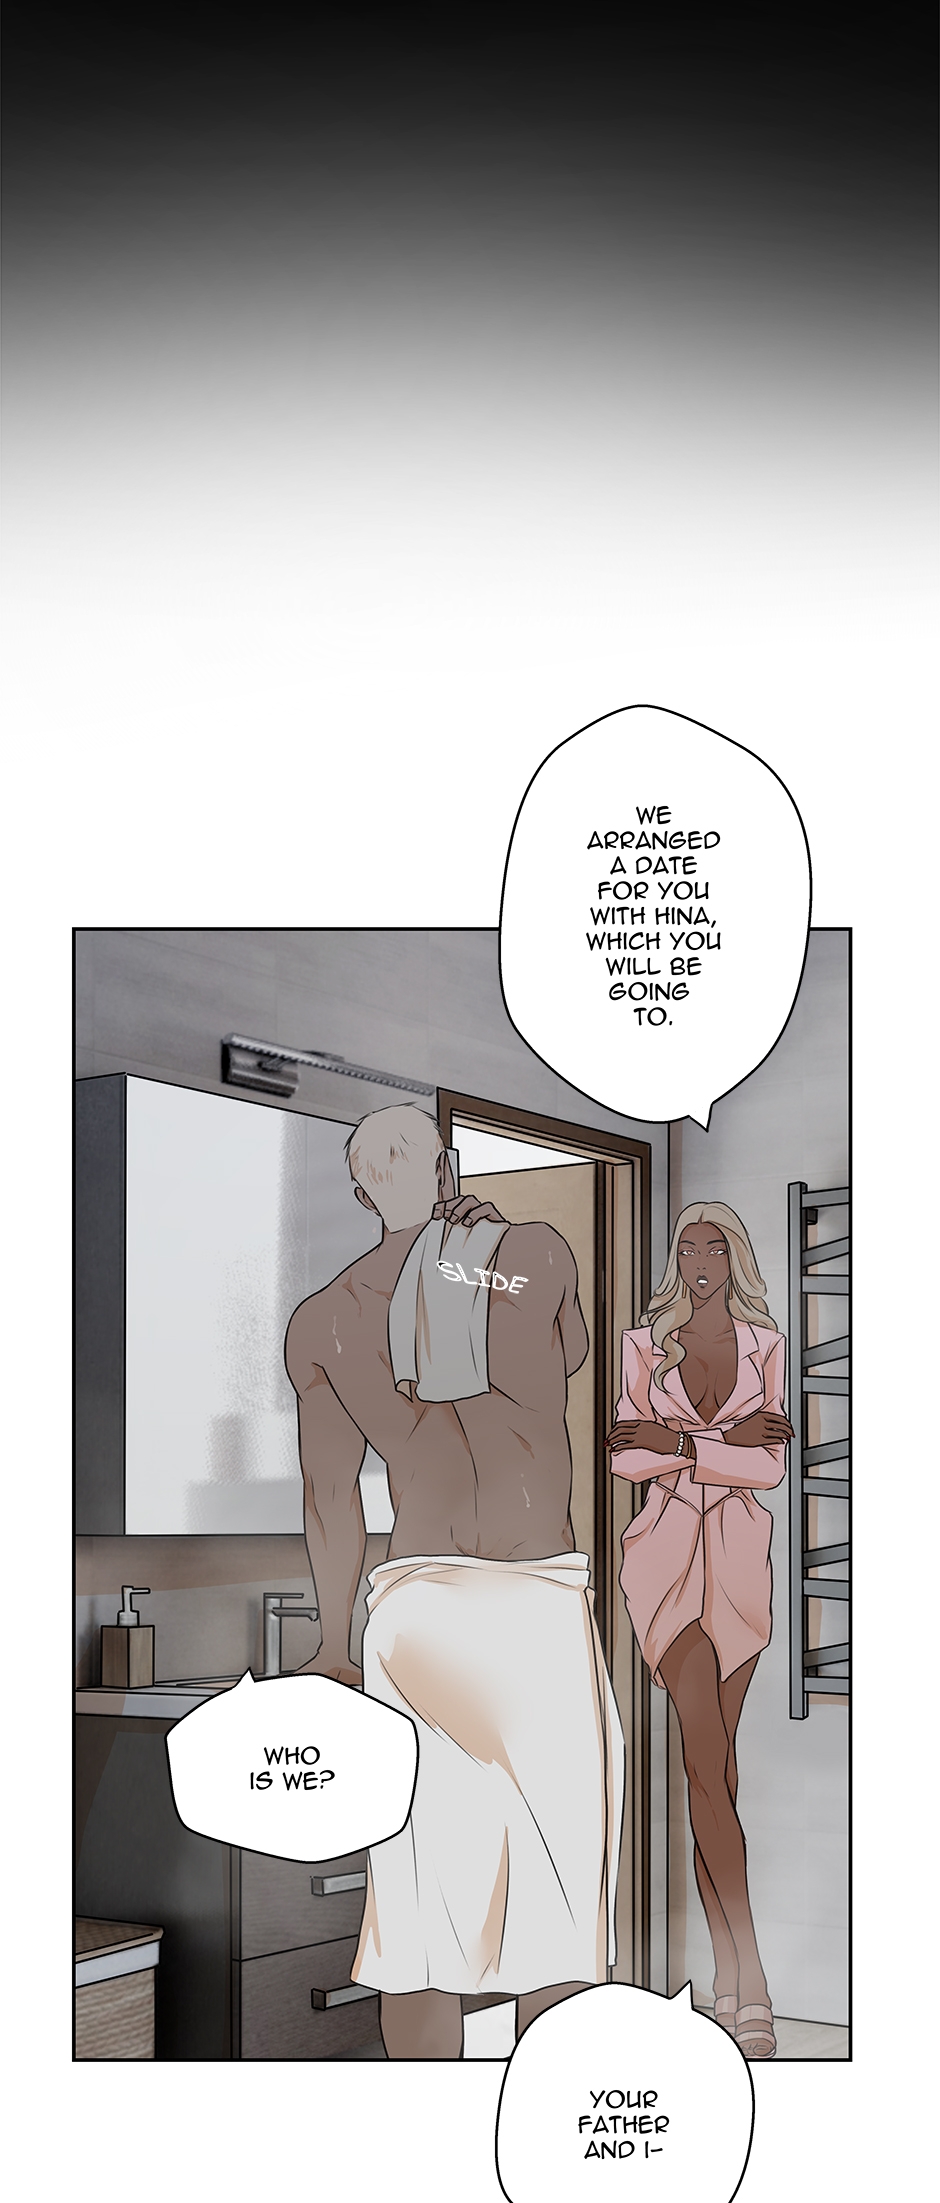 WE
ARRANGED
A DATE
FOR YOU
WITH HINA,
WHICH YOU
WILL BE
GOING
TO.
SLIDE
WHO
IS WE?
YOUR
FATHER
AND I-